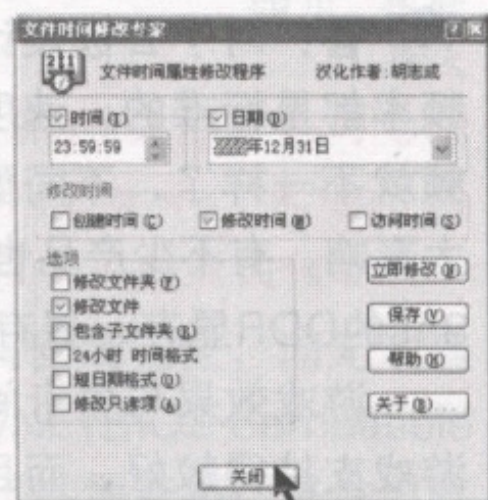 文件时间修改专家
文件时间属性修改程序 汉化作者:胡志成
时间(T) 日期(D)
23:59:59 2222年12月31日
修改时间
创建时间(C) 修改时间(M) 访问时间(S)
选项
修改文件夹(F)
修改文件
包含子文件夹(R)
24小时 时间格式
短日期格式(O)
修改只读项(A)
立即修改
保存(V)
帮助
关于
关闭